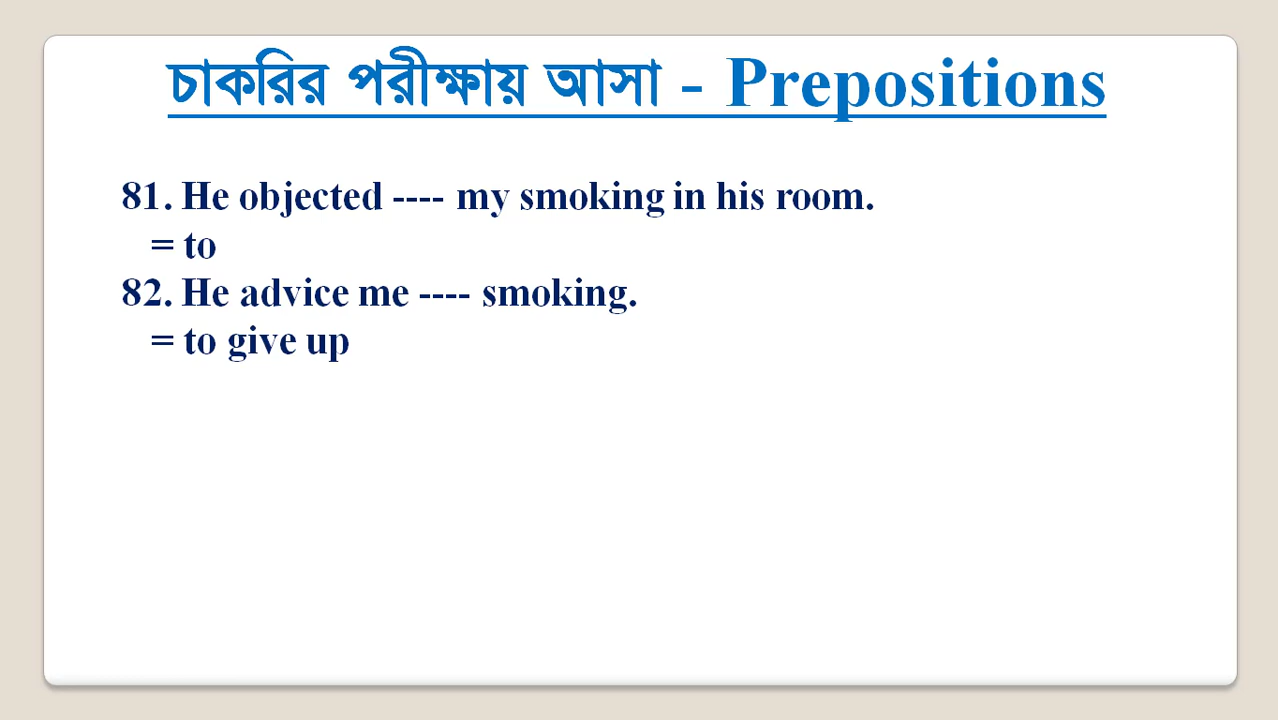 চাকরির পরীক্ষায় আসা - Prepositions
81. He objected ---- my smoking in his room.
= to
82. He advice me ---- smoking.
= to give up